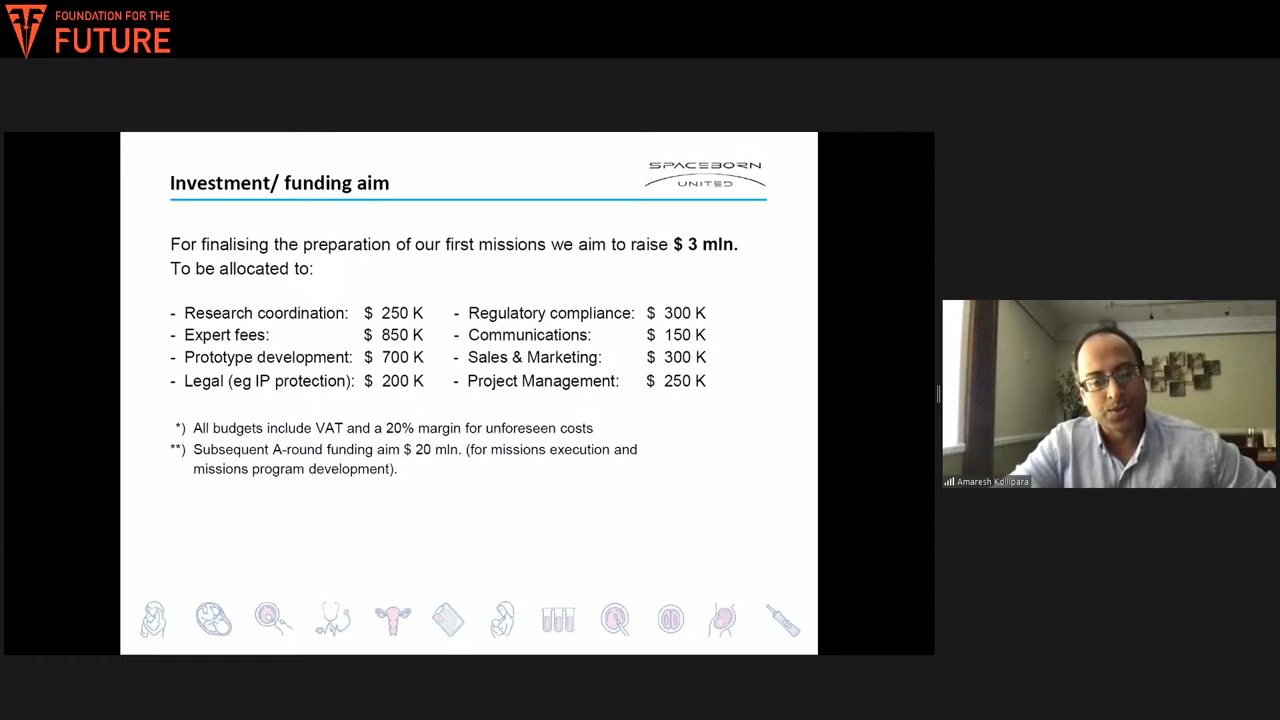 FOUNDATION FOR THE
FUTURE
SPACEBORN
UNITED
Investment/ funding aim
For finalising the preparation of our first missions we aim to raise $ 3 mln.
To be allocated to:
- Research coordination: $ 250 K - Regulatory compliance: $ 300 K
- Expert fees: $ 850 K - Communications: $ 150 K
- Prototype development: $ 700 K - Sales & Marketing: $ 300 K
- Legal (eg IP protection): $ 200 K - Project Management: $ 250 K
*) All budgets include VAT and a 20% margin for unforeseen costs
**) Subsequent A-round funding aim $ 20 mln. (for missions execution and
missions program development).
Amaresh Kollipara